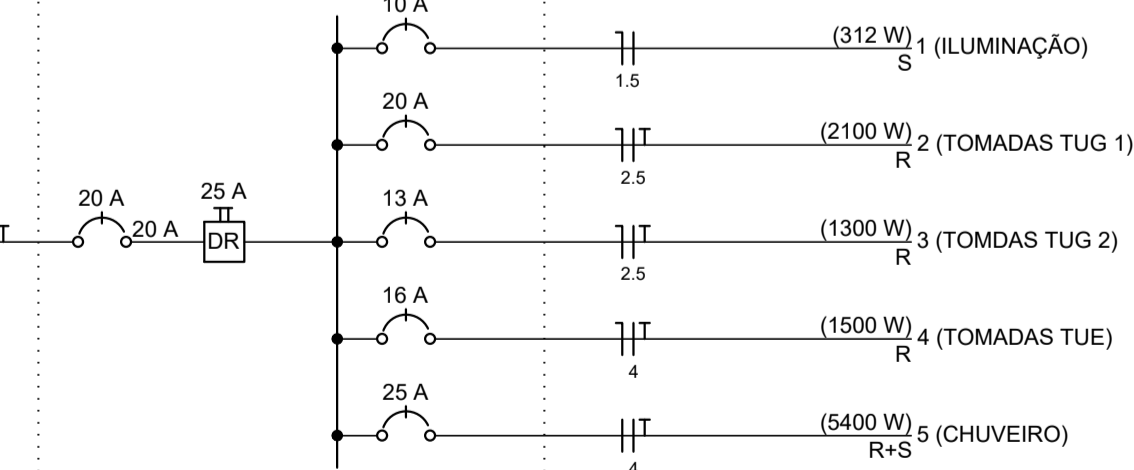 10 A
(312 W) 1 (ILUMINAÇÃO)
S
1.5
20 A
(2100 W) 2 (TOMADAS TUG 1)
R
2.5
20 A
20 A
25 A
DR
13 A
(1300 W) 3 (TOMDAS TUG 2)
R
2.5
16 A
(1500 W) 4 (TOMADAS TUE)
R
4
25 A
(5400 W) 5 (CHUVEIRO)
R+S
4